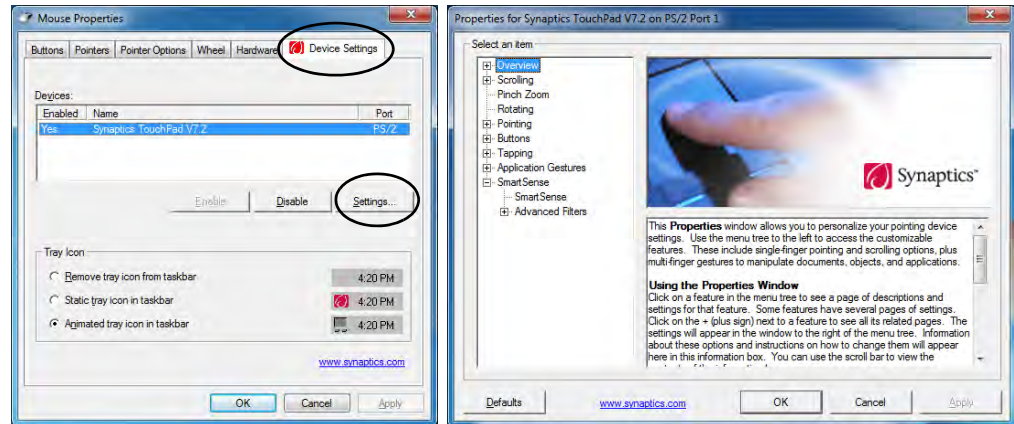 Mouse Properties
Buttons Pointers Pointer Options Wheel Hardware Device Settings
Devices:
Enabled Name Port
Yes Synaptics TouchPad V7.2 PS/2
Enable Disable Settings...
Tray Icon
Remove tray icon from taskbar 4:20 PM
Static tray icon in taskbar 4:20 PM
Animated tray icon in taskbar 4:20 PM
www.synaptics.com
OK Cancel Apply
Properties for Synaptics TouchPad V7.2 on PS/2 Port 1
Select an item
Overview
Scrolling
Pinch Zoom
Rotating
Pointing
Buttons
Tapping
Application Gestures
SmartSense
SmartSense
Advanced Filters
Synaptics™
This Properties window allows you to personalize your pointing device
settings. Use the menu tree to the left to access the customizable
features. These include single-finger pointing and scrolling options, plus
multi-finger gestures to manipulate documents, objects, and applications.
Using the Properties Window
Click on a feature in the menu tree to see a page of descriptions and
settings for that feature. Some features have several pages of settings.
Click on the + (plus sign) next to a feature to see all its related pages. The
settings will appear in the window to the right of the menu tree. Information
about these options and instructions on how to change them will appear
here in this information box. You can use the scroll bar to view the
Defaults www.synaptics.com OK Cancel Apply